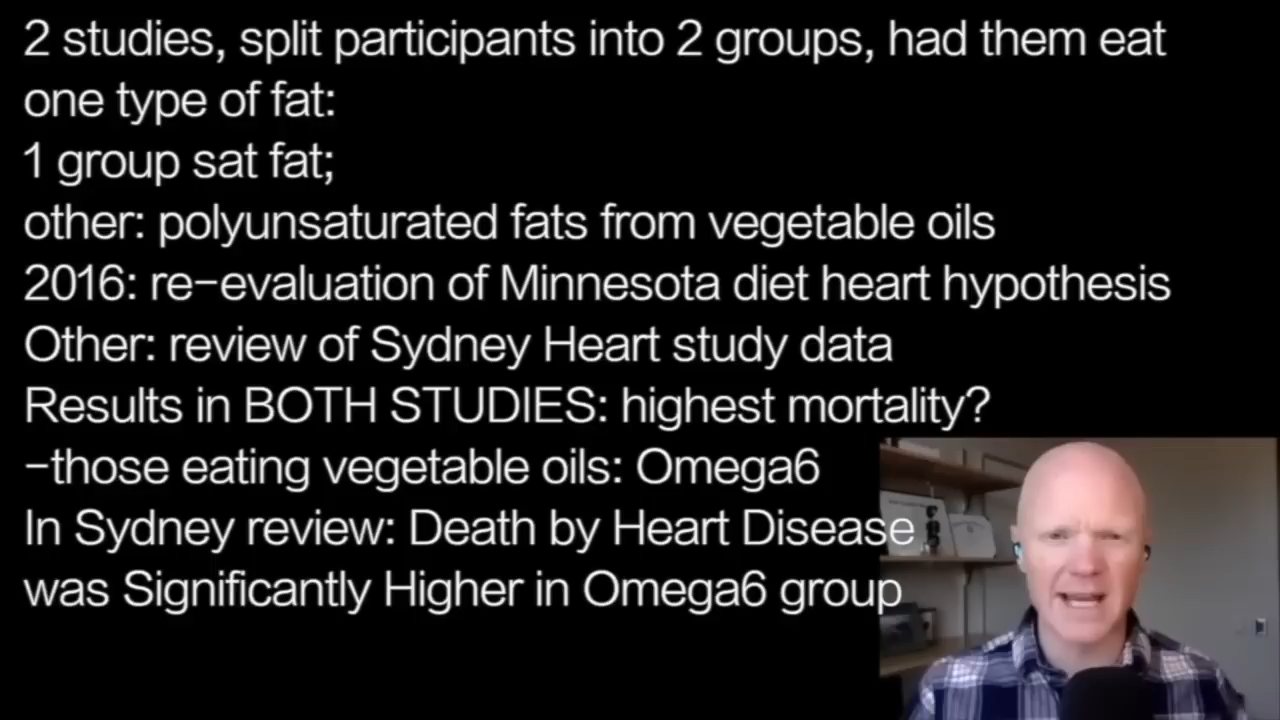 2 studies, split participants into 2 groups, had them eat
one type of fat:
1 group sat fat;
other: polyunsaturated fats from vegetable oils
2016: re-evaluation of Minnesota diet heart hypothesis
Other: review of Sydney Heart study data
Results in BOTH STUDIES: highest mortality?
-those eating vegetable oils: Omega6
In Sydney review: Death by Heart Disease
was Significantly Higher in Omega6 group